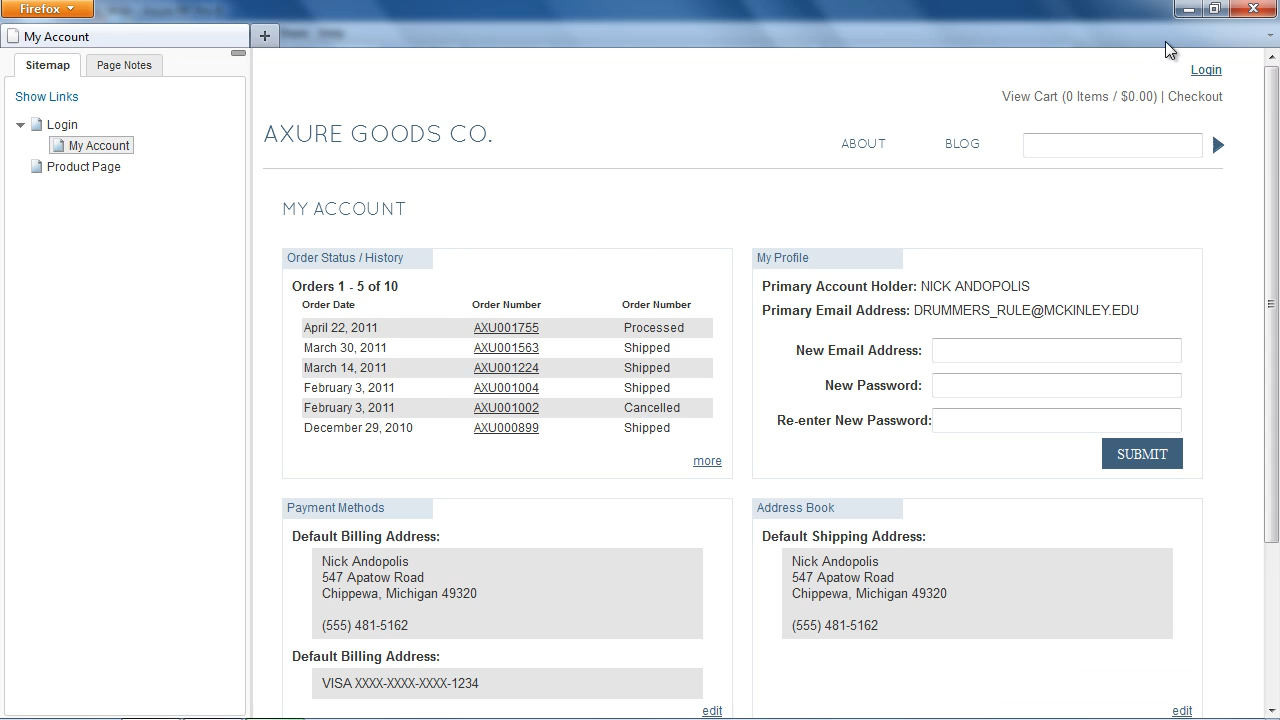 Firefox
My Account
Sitemap
Page Notes
Show Links
Login
My Account
Product Page
Login
View Cart (0 Items / $0.00) | Checkout
AXURE GOODS CO.
ABOUT
BLOG
MY ACCOUNT
Order Status / History
Orders 1 - 5 of 10
Order Date Order Number Order Number
April 22, 2011 AXU001755 Processed
March 30, 2011 AXU001563 Shipped
March 14, 2011 AXU001224 Shipped
February 3, 2011 AXU001004 Shipped
February 3, 2011 AXU001002 Cancelled
December 29, 2010 AXU000899 Shipped
more
My Profile
Primary Account Holder: NICK ANDOPOLIS
Primary Email Address: DRUMMERS_RULE@MCKINLEY.EDU
New Email Address:
New Password:
Re-enter New Password:
SUBMIT
Payment Methods
Default Billing Address:
Nick Andopolis
547 Apatow Road
Chippewa, Michigan 49320
(555) 481-5162
Default Billing Address:
VISA XXXX-XXXX-XXXX-1234
edit
Address Book
Default Shipping Address:
Nick Andopolis
547 Apatow Road
Chippewa, Michigan 49320
(555) 481-5162
edit